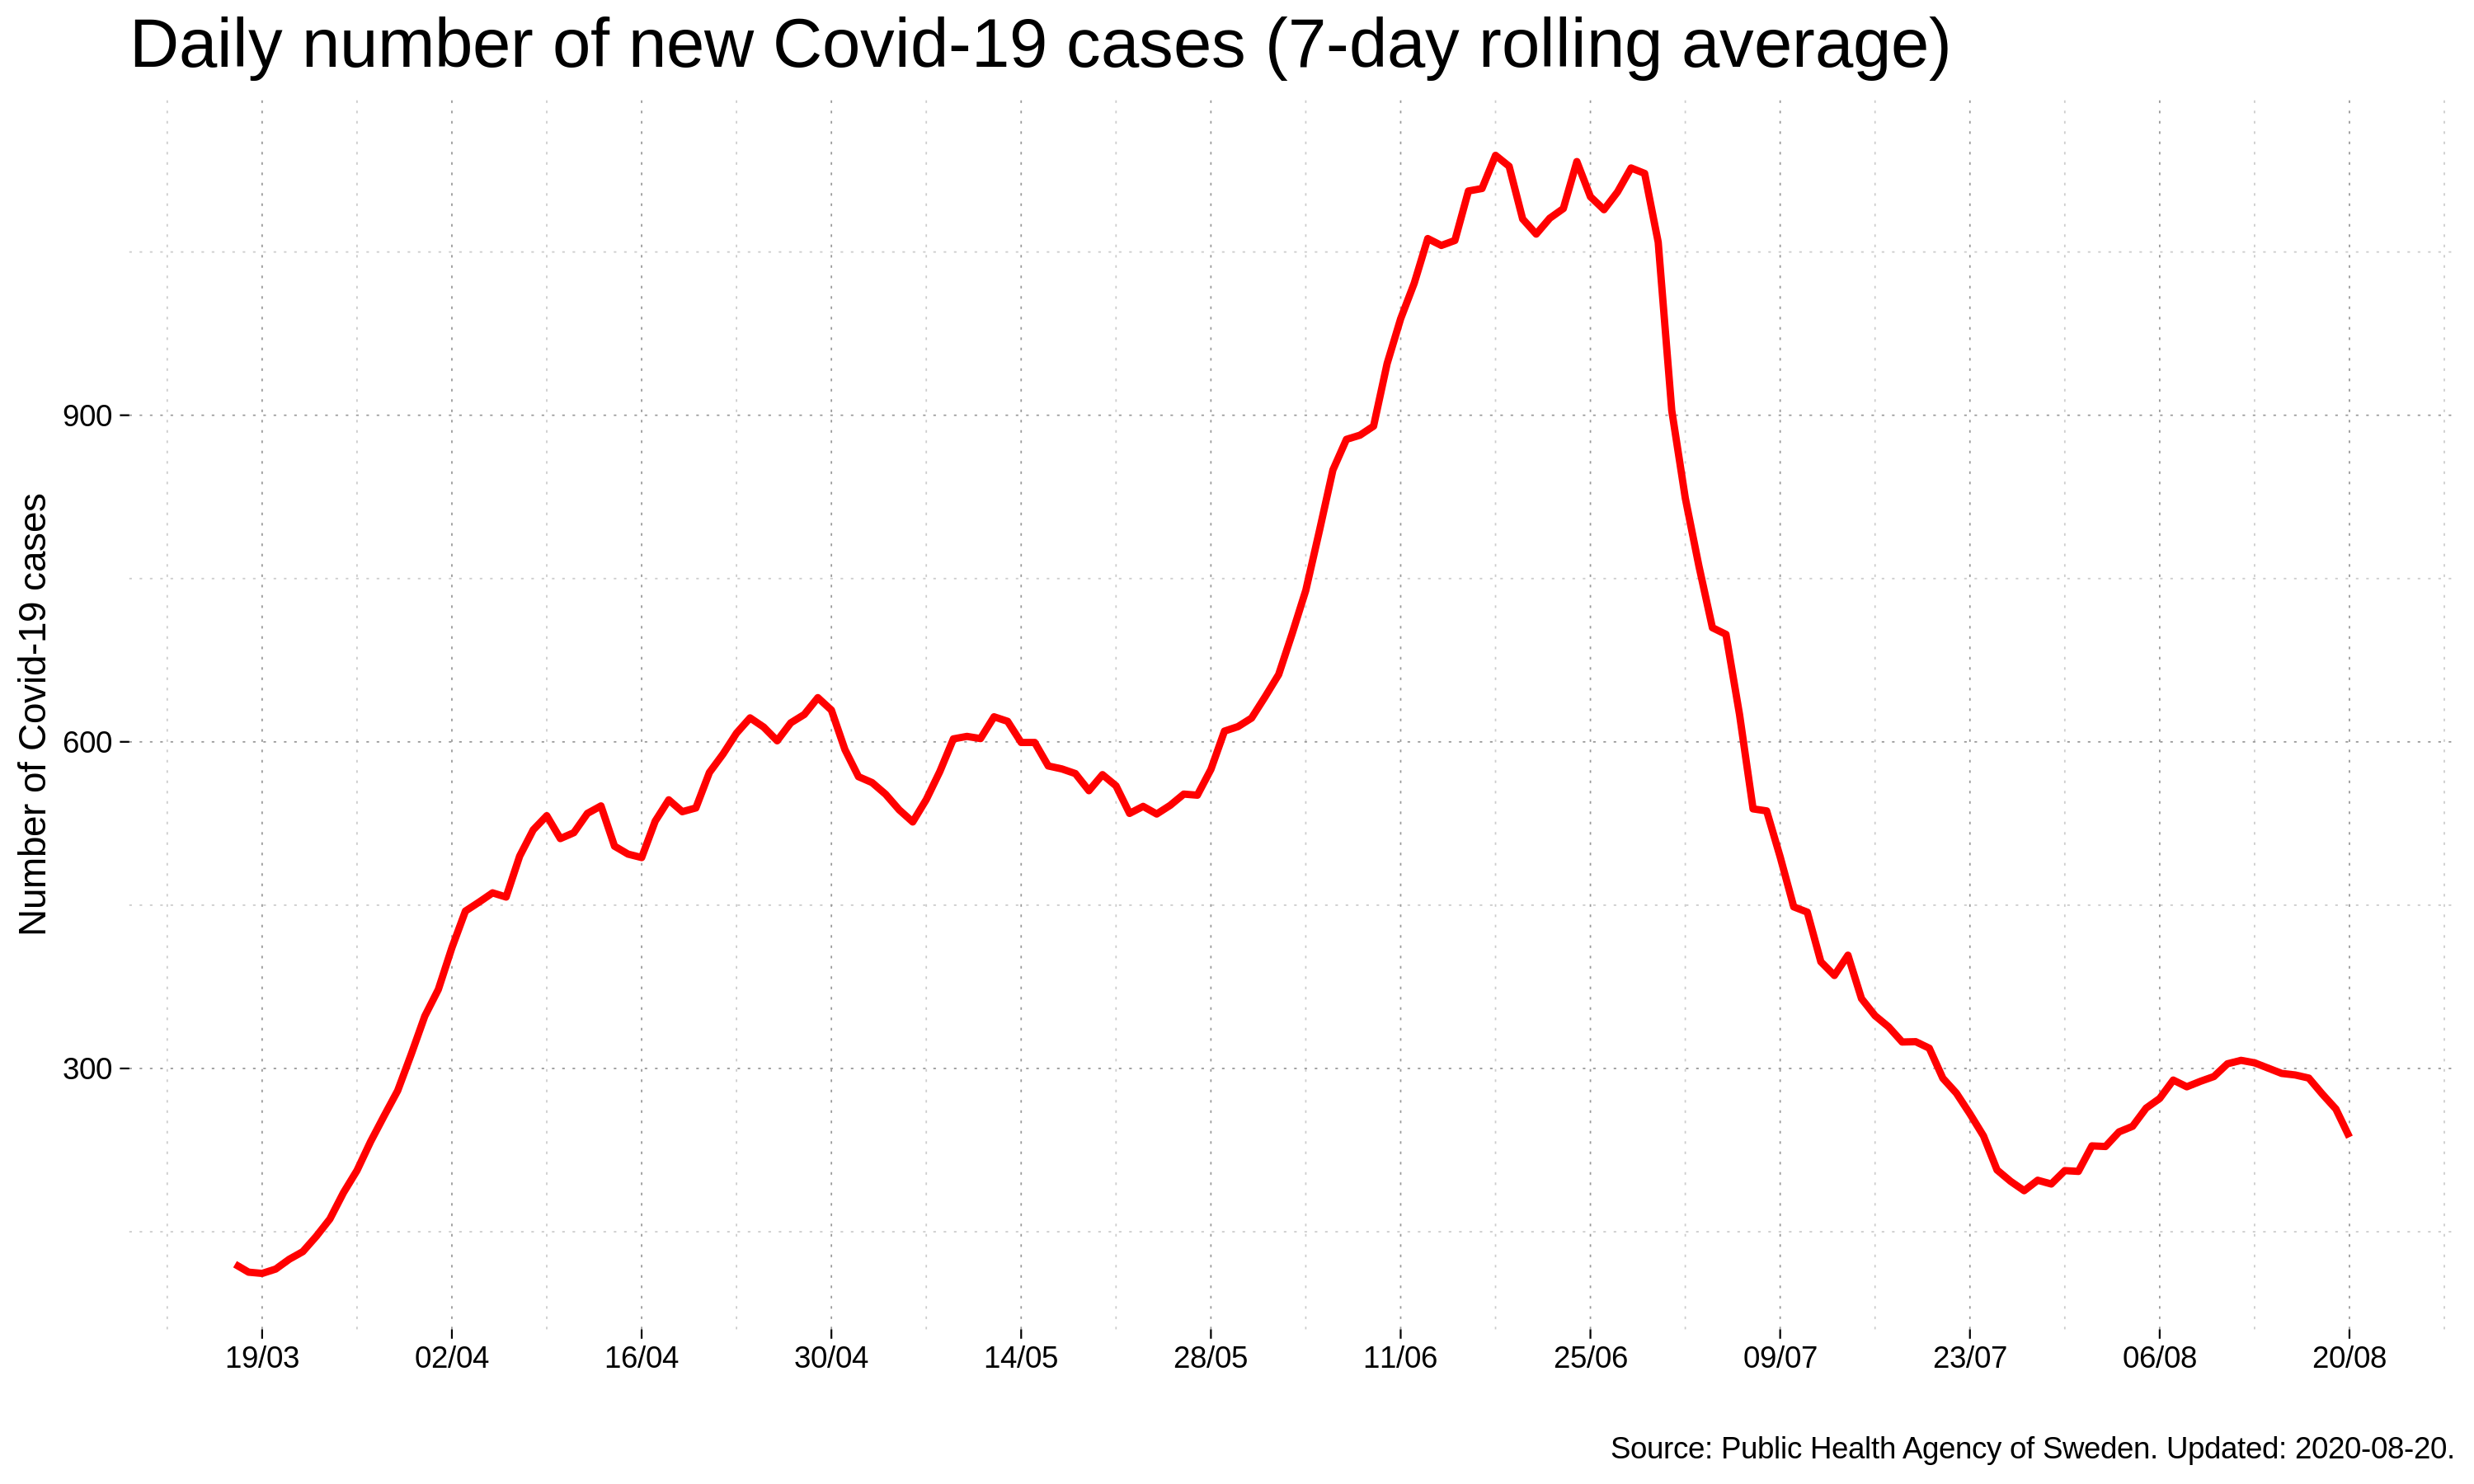 Daily number of new Covid-19 cases (7-day rolling average)
Number of Covid-19 cases
900
600
300
19/03 02/04 16/04 30/04 14/05 28/05 11/06 25/06 09/07 23/07 06/08 20/08
Source: Public Health Agency of Sweden. Updated: 2020-08-20.